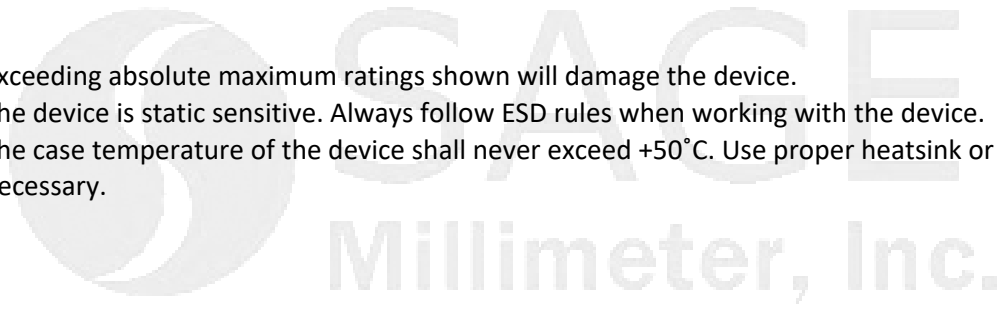 SAGE
xceeding absolute maximum ratings shown will damage the device.
he device is static sensitive. Always follow ESD rules when working with the device.
he case temperature of the device shall never exceed +50˚C. Use proper heatsink or
ecessary.
Millimeter, Inc.